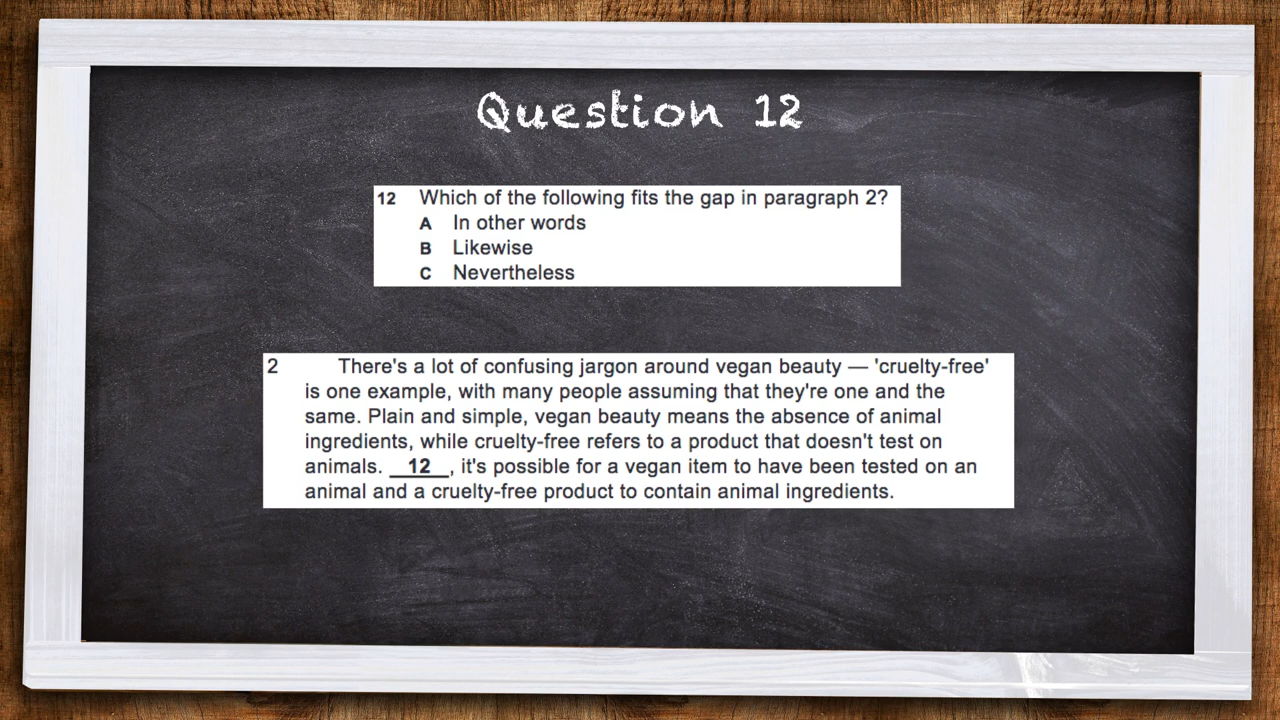 Question 12
12 Which of the following fits the gap in paragraph 2?
A In other words
B Likewise
C Nevertheless
2 There's a lot of confusing jargon around vegan beauty — 'cruelty-free'
is one example, with many people assuming that they're one and the
same. Plain and simple, vegan beauty means the absence of animal
ingredients, while cruelty-free refers to a product that doesn't test on
animals. __12__, it's possible for a vegan item to have been tested on an
animal and a cruelty-free product to contain animal ingredients.